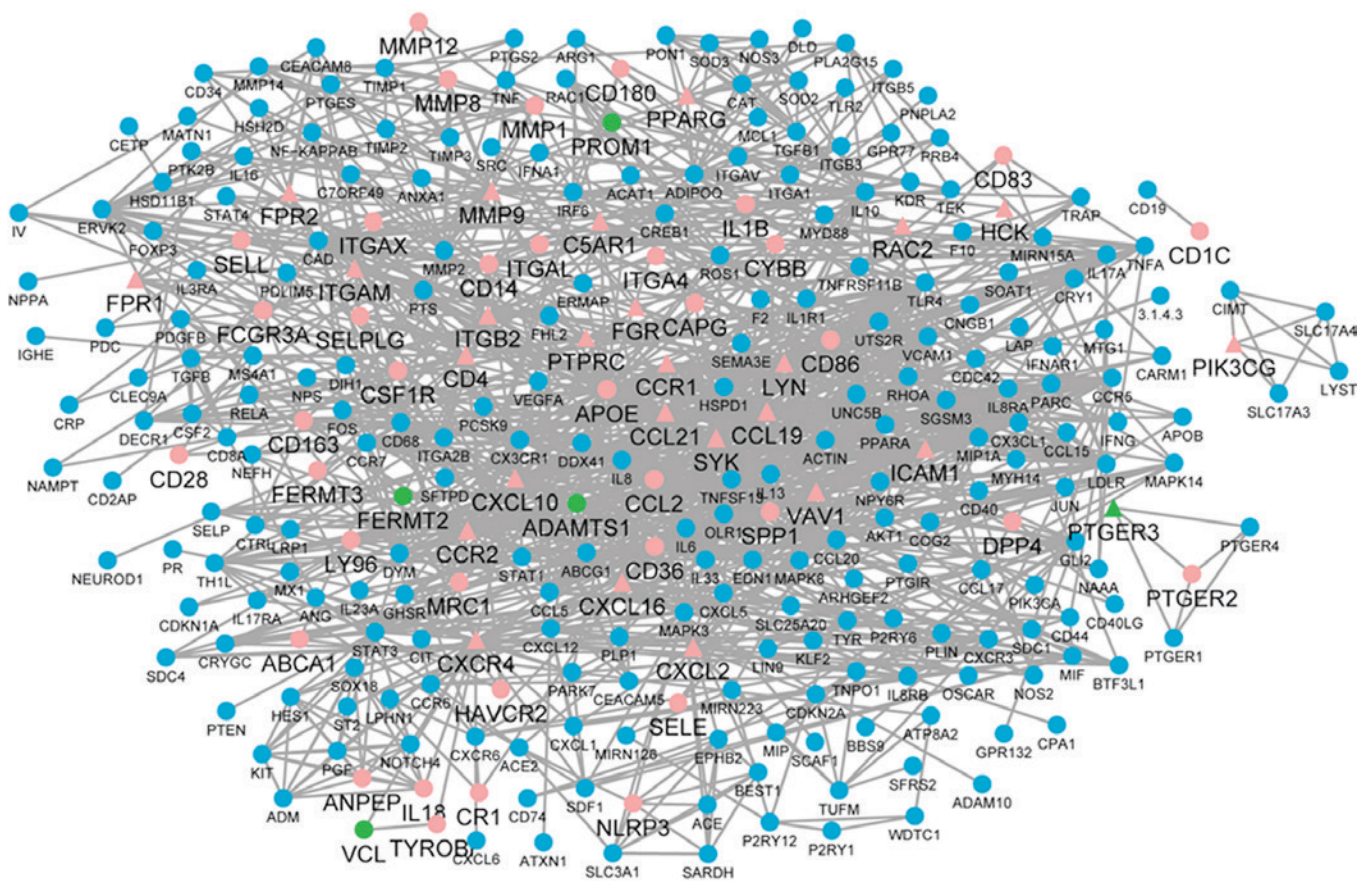 MMP12
PTGS2
ARG1
PON1
SOD3
NOS3
DLD
PLA2G15
CEACAM8
MMP14
TIMP1
CD34
PTGES
MMP8
TNF
RAC1
CD180
PPARG
CAT
SOD2
TLR2
ITGB5
PNPLA2
MATN1
HSH2D
MMP1
PROM1
MCL1
TGFB1
ITGB3
GPR77
PRB4
CETP
PTK2B
IL16
NF-KAPPAB
TIMP2
TIMP3
SRC
IFNA1
CD83
HSD11B1
STAT4
FPR2
C7ORF49
ANXA1
MMP9
IRF6
ACAT1
ADIPOQ
ITGAV
ITGA1
IL10
KDR
TEK
TRAP
CD19
IV
ERVK2
FOXP3
SELL
CAD
ITGAX
MMP2
ITGAL
C5AR1
CREB1
IL1B
MYD88
RAC2
F10
HCK
MIRN15A
TNFA
CD1C
NPPA
FPR1
IL3RA
PDLIM5
ITGAM
PTS
CD14
ERMAP
ITGA4
ROS1
CYBB
TNFRSF11B
TLR4
SOAT1
IL17A
CRY1
3.1.4.3
CIMT
SLC17A4
IGHE
PDC
PDGFB
FCGR3A
SELPLG
ITGB2
FHL2
FGR
CAPG
F2
IL1R1
UTS2R
CNGB1
LAP
IFNAR1
MTG1
PIK3CG
CLEC9A
TGFB
MS4A1
DIH1
CSF1R
CD4
PTPRC
SEMA3E
CD86
VCAM1
CDC42
CARM1
LYST
CRP
DECR1
CSF2
RELA
NPS
FOS
VEGFA
APOE
CCR1
HSPD1
LYN
UNC5B
RHOA
SGSM3
IL8RA
PARC
CCR5
SLC17A3
CD163
CD68
PCSK9
CCL21
CCL19
PPARA
CX3CL1
IFNG
APOB
NAMPT
CD2AP
CD28
CD8A
NEFH
CCR7
ITGA2B
CX3CR1
DDX41
IL8
SYK
ACTIN
ICAM1
MIP1A
CCL15
MAPK14
FERMT3
SFTPD
CXCL10
CCL2
TNFSF15
IL13
NPY6R
MYH14
LDLR
SELP
FERMT2
ADAMTS1
OLR1
SPP1
VAV1
CD40
JUN
PTGER3
NEUROD1
PR
CTRL
LRP1
LY96
CCR2
IL6
AKT1
COG2
DPP4
GLI2
PTGER4
TH1L
MX1
DYM
STAT1
ABCG1
CD36
IL33
EDN1
MAPK8
CCL20
PTGIR
CCL17
NAAA
PTGER2
CDKN1A
IL17RA
ANG
IL23A
GHSR
MRC1
CCL5
CXCL16
CXCL5
ARHGEF2
PIK3CA
CD40LG
SDC4
CRYGC
ABCA1
STAT3
CIT
CXCR4
CXCL12
PLP1
MAPK3
CXCL2
SLC25A20
TYR
P2RY6
PLIN
CXCR3
SDC1
CD44
PTGER1
LIN9
KLF2
MIF
BTF3L1
PTEN
HES1
SOX18
ST2
LPHN1
CCR6
HAVCR2
PARK7
CEACAM5
SELE
MIRN223
CDKN2A
TNPO1
IL8RB
OSCAR
NOS2
KIT
PGF
NOTCH4
CXCR6
ACE2
CXCL1
MIRN126
EPHB2
MIP
SCAF1
BBS9
ATP8A2
GPR132
CPA1
ADM
ANPEP
IL18
CR1
CD74
SDF1
NLRP3
ACE
BEST1
TUFM
SFRS2
ADAM10
VCL
CXCL6
ATXN1
SLC3A1
SARDH
P2RY12
P2RY1
WDTC1